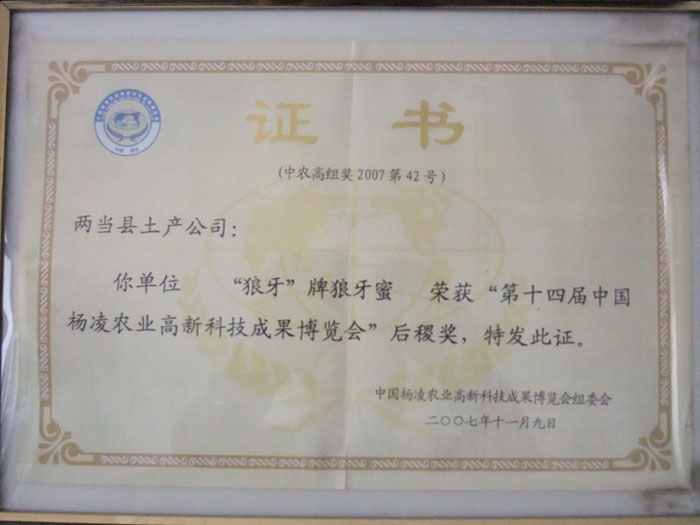 证书
(中农高组奖2007第42号)
两当县土产公司:
你单位 “狼牙”牌狼牙蜜 荣获“第十四届中国
杨凌农业高新科技成果博览会”后稷奖,特发此证。
中国杨凌农业高新科技成果博览会组委会
二〇〇七年十一月九日